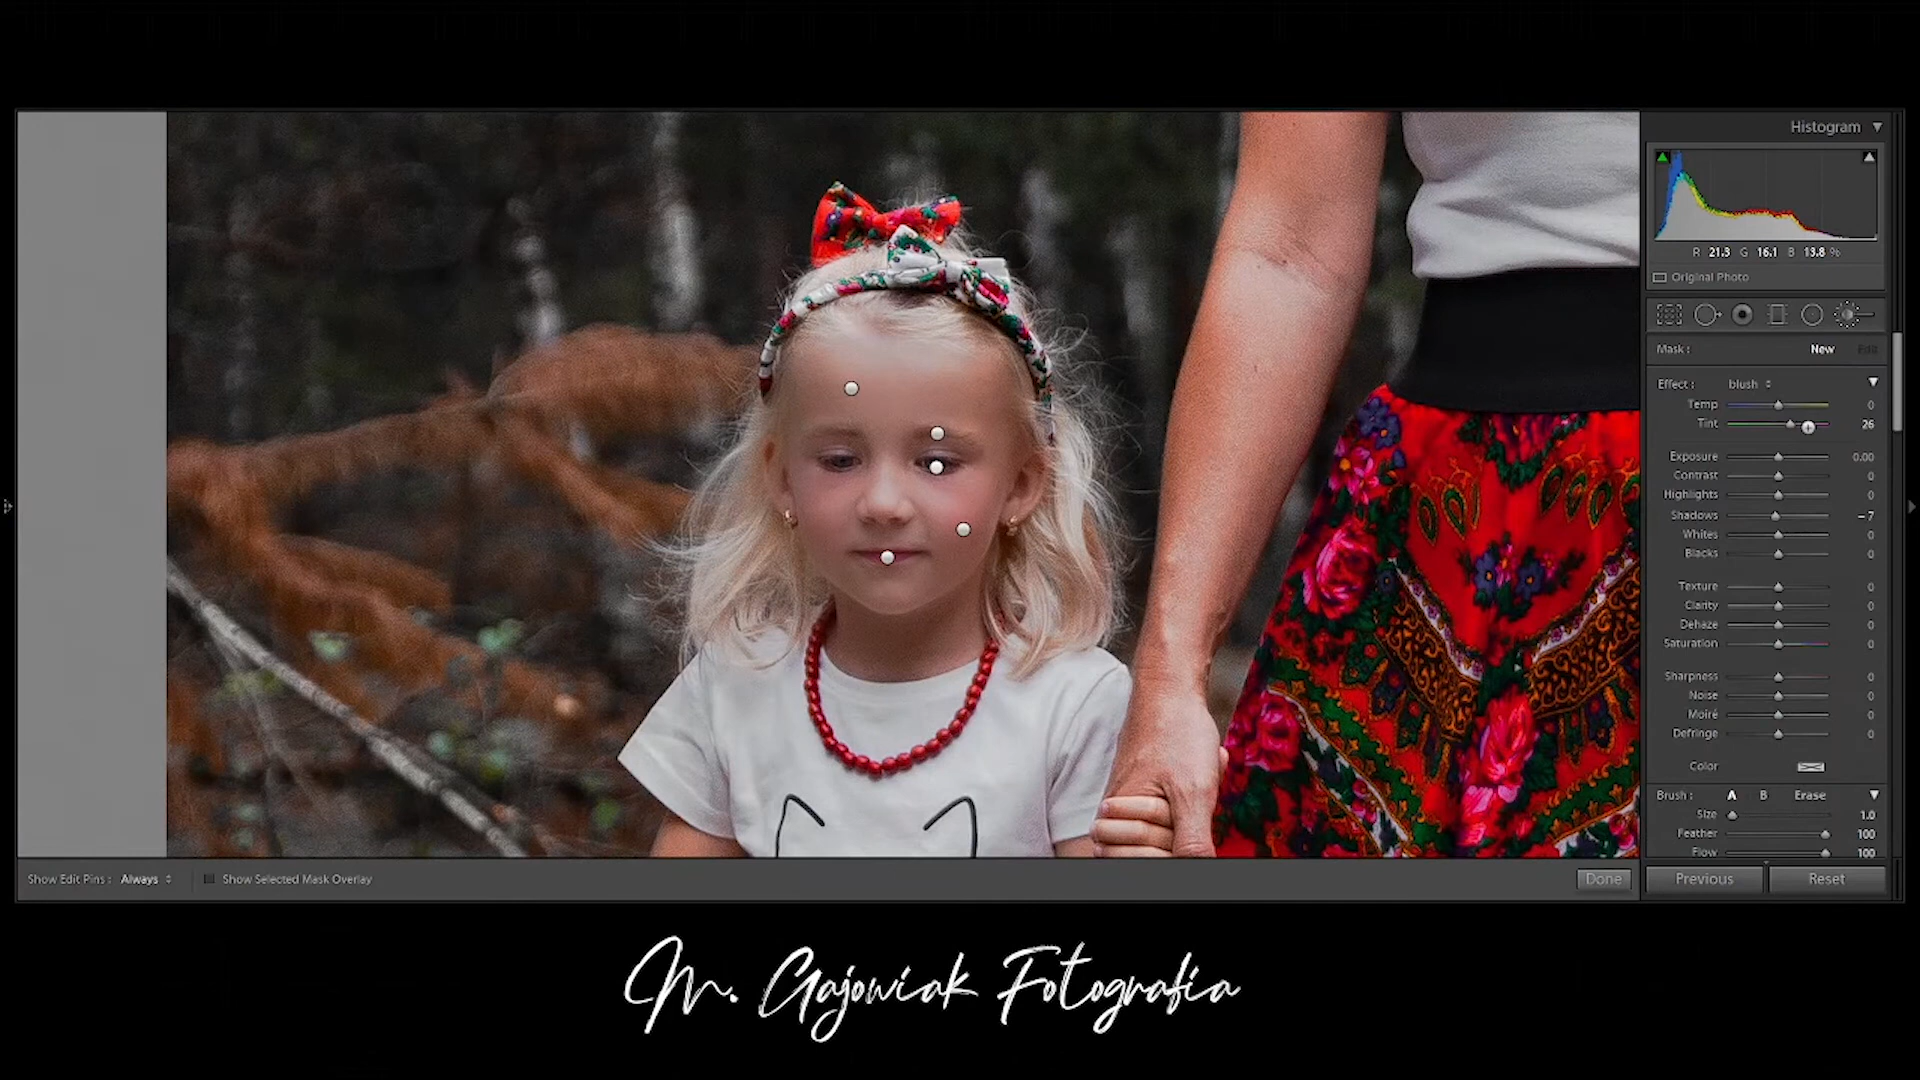 Histogram
R 21.3 G 16.1 B 13.8 %
Original Photo
Mask : New Edit
Effect : blush
Temp 0
Tint 26
Exposure 0.00
Contrast 0
Highlights 0
Shadows −7
Whites 0
Blacks 0
Texture 0
Clarity 0
Dehaze 0
Saturation 0
Sharpness 0
Noise 0
Moiré 0
Defringe 0
Color
Brush : A B Erase
Size 1.0
Feather 100
Flow 100
Show Edit Pins : Always Show Selected Mask Overlay Done Previous Reset
M. Gajowiak Fotografia